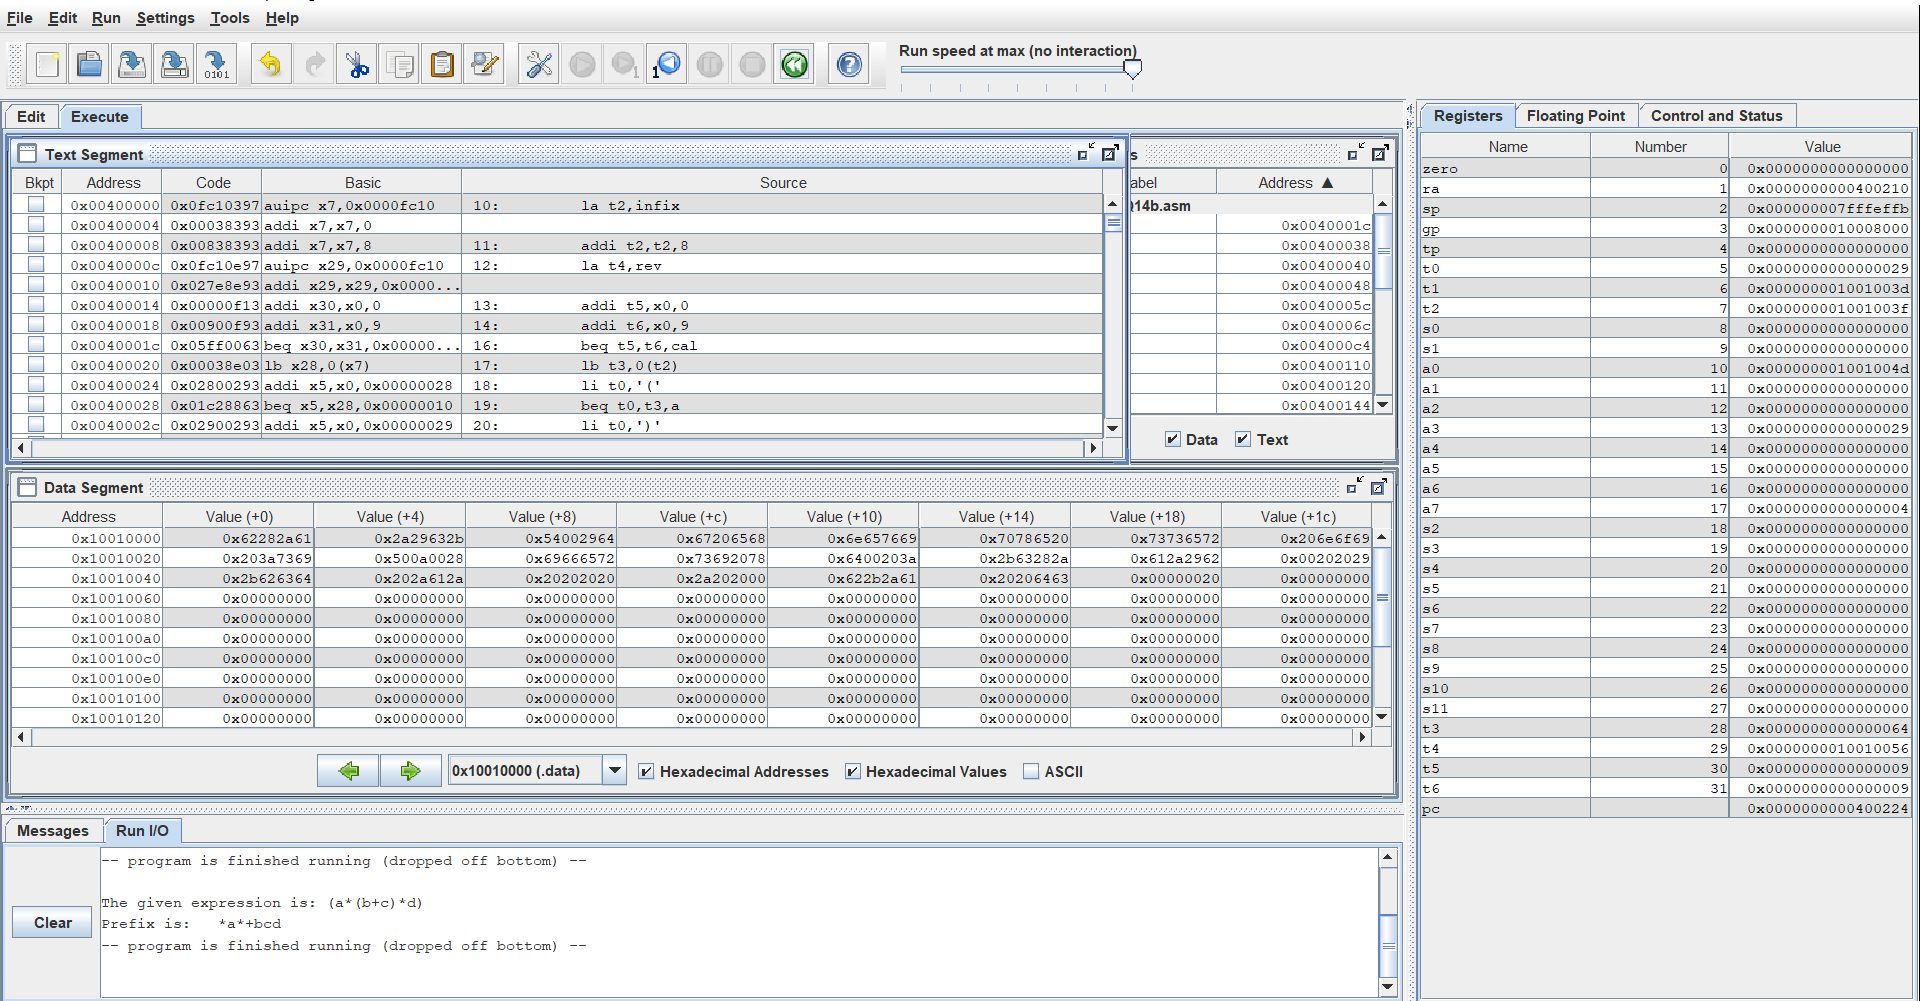 File Edit Run Settings Tools Help
Run speed at max (no interaction)
0101 1 1
Edit Execute
Text Segment
Bkpt Address Code Basic Source
0x00400000 0x0fc10397 auipc x7,0x0000fc10 10: la t2,infix
0x00400004 0x00038393 addi x7,x7,0
0x00400008 0x00838393 addi x7,x7,8 11: addi t2,t2,8
0x0040000c 0x0fc10e97 auipc x29,0x0000fc10 12: la t4,rev
0x00400010 0x027e8e93 addi x29,x29,0x0000...
0x00400014 0x00000f13 addi x30,x0,0 13: addi t5,x0,0
0x00400018 0x00900f93 addi x31,x0,9 14: addi t6,x0,9
0x0040001c 0x05ff0063 beq x30,x31,0x00000... 16: beq t5,t6,cal
0x00400020 0x00038e03 lb x28,0(x7) 17: lb t3,0(t2)
0x00400024 0x02800293 addi x5,x0,0x00000028 18: li t0,'('
0x00400028 0x01c28863 beq x5,x28,0x00000010 19: beq t0,t3,a
0x0040002c 0x02900293 addi x5,x0,0x00000029 20: li t0,')'
s
abel Address ▲
Q14b.asm
0x0040001c
0x00400038
0x00400040
0x00400048
0x0040005c
0x0040006c
0x004000c4
0x00400110
0x00400120
0x00400144
Data Text
Data Segment
Address Value (+0) Value (+4) Value (+8) Value (+c) Value (+10) Value (+14) Value (+18) Value (+1c)
0x10010000 0x62282a61 0x2a29632b 0x54002964 0x67206568 0x6e657669 0x70786520 0x73736572 0x206e6f69
0x10010020 0x203a7369 0x500a0028 0x69666572 0x73692078 0x6400203a 0x2b63282a 0x612a2962 0x00202029
0x10010040 0x2b626364 0x202a612a 0x20202020 0x2a202000 0x622b2a61 0x20206463 0x00000020 0x00000000
0x10010060 0x00000000 0x00000000 0x00000000 0x00000000 0x00000000 0x00000000 0x00000000 0x00000000
0x10010080 0x00000000 0x00000000 0x00000000 0x00000000 0x00000000 0x00000000 0x00000000 0x00000000
0x100100a0 0x00000000 0x00000000 0x00000000 0x00000000 0x00000000 0x00000000 0x00000000 0x00000000
0x100100c0 0x00000000 0x00000000 0x00000000 0x00000000 0x00000000 0x00000000 0x00000000 0x00000000
0x100100e0 0x00000000 0x00000000 0x00000000 0x00000000 0x00000000 0x00000000 0x00000000 0x00000000
0x10010100 0x00000000 0x00000000 0x00000000 0x00000000 0x00000000 0x00000000 0x00000000 0x00000000
0x10010120 0x00000000 0x00000000 0x00000000 0x00000000 0x00000000 0x00000000 0x00000000 0x00000000
0x10010000 (.data) Hexadecimal Addresses Hexadecimal Values ASCII
Messages Run I/O
Clear
-- program is finished running (dropped off bottom) --
The given expression is: (a*(b+c)*d)
Prefix is: *a*+bcd
-- program is finished running (dropped off bottom) --
Registers Floating Point Control and Status
Name Number Value
zero 0 0x0000000000000000
ra 1 0x0000000000400210
sp 2 0x000000007fffeffb
gp 3 0x0000000010008000
tp 4 0x0000000000000000
t0 5 0x0000000000000029
t1 6 0x000000001001003d
t2 7 0x000000001001003f
s0 8 0x0000000000000000
s1 9 0x0000000000000000
a0 10 0x000000001001004d
a1 11 0x0000000000000000
a2 12 0x0000000000000000
a3 13 0x0000000000000029
a4 14 0x0000000000000000
a5 15 0x0000000000000000
a6 16 0x0000000000000000
a7 17 0x0000000000000004
s2 18 0x0000000000000000
s3 19 0x0000000000000000
s4 20 0x0000000000000000
s5 21 0x0000000000000000
s6 22 0x0000000000000000
s7 23 0x0000000000000000
s8 24 0x0000000000000000
s9 25 0x0000000000000000
s10 26 0x0000000000000000
s11 27 0x0000000000000000
t3 28 0x0000000000000064
t4 29 0x0000000010010056
t5 30 0x0000000000000009
t6 31 0x0000000000000009
pc 0x0000000000400224